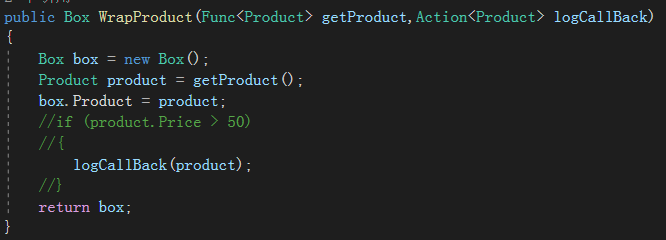 public Box WrapProduct(Func<Product> getProduct,Action<Product> logCallBack)
{
Box box = new Box();
Product product = getProduct();
box.Product = product;
//if (product.Price > 50)
//{
logCallBack(product);
//}
return box;
}